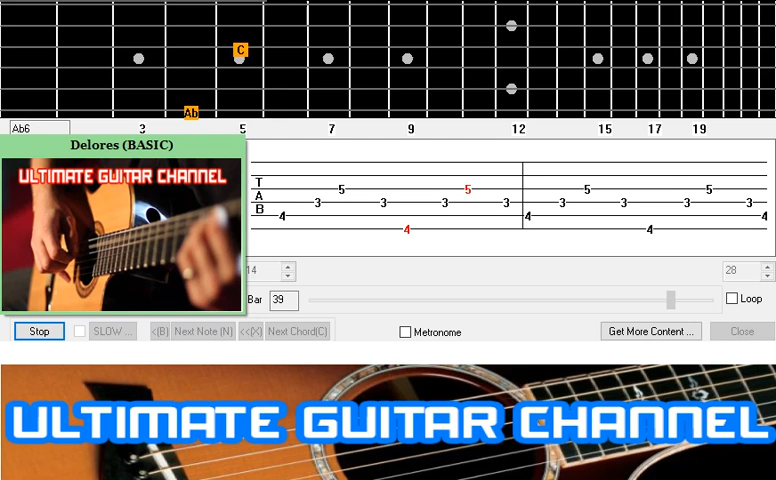 C
Ab
Ab6
3 5 7 9 12 15 17 19
Delores (BASIC)
ULTIMATE GUITAR CHANNEL
T
A
B
5 5 5 5
3 3 3 3 3 3 3 3
4 4 4
4 4
14
28
Bar 39
Loop
Stop SLOW ... <(B) Next Note (N) <<(X) Next Chord(C)
Metronome
Get More Content ... Close
ULTIMATE GUITAR CHANNEL